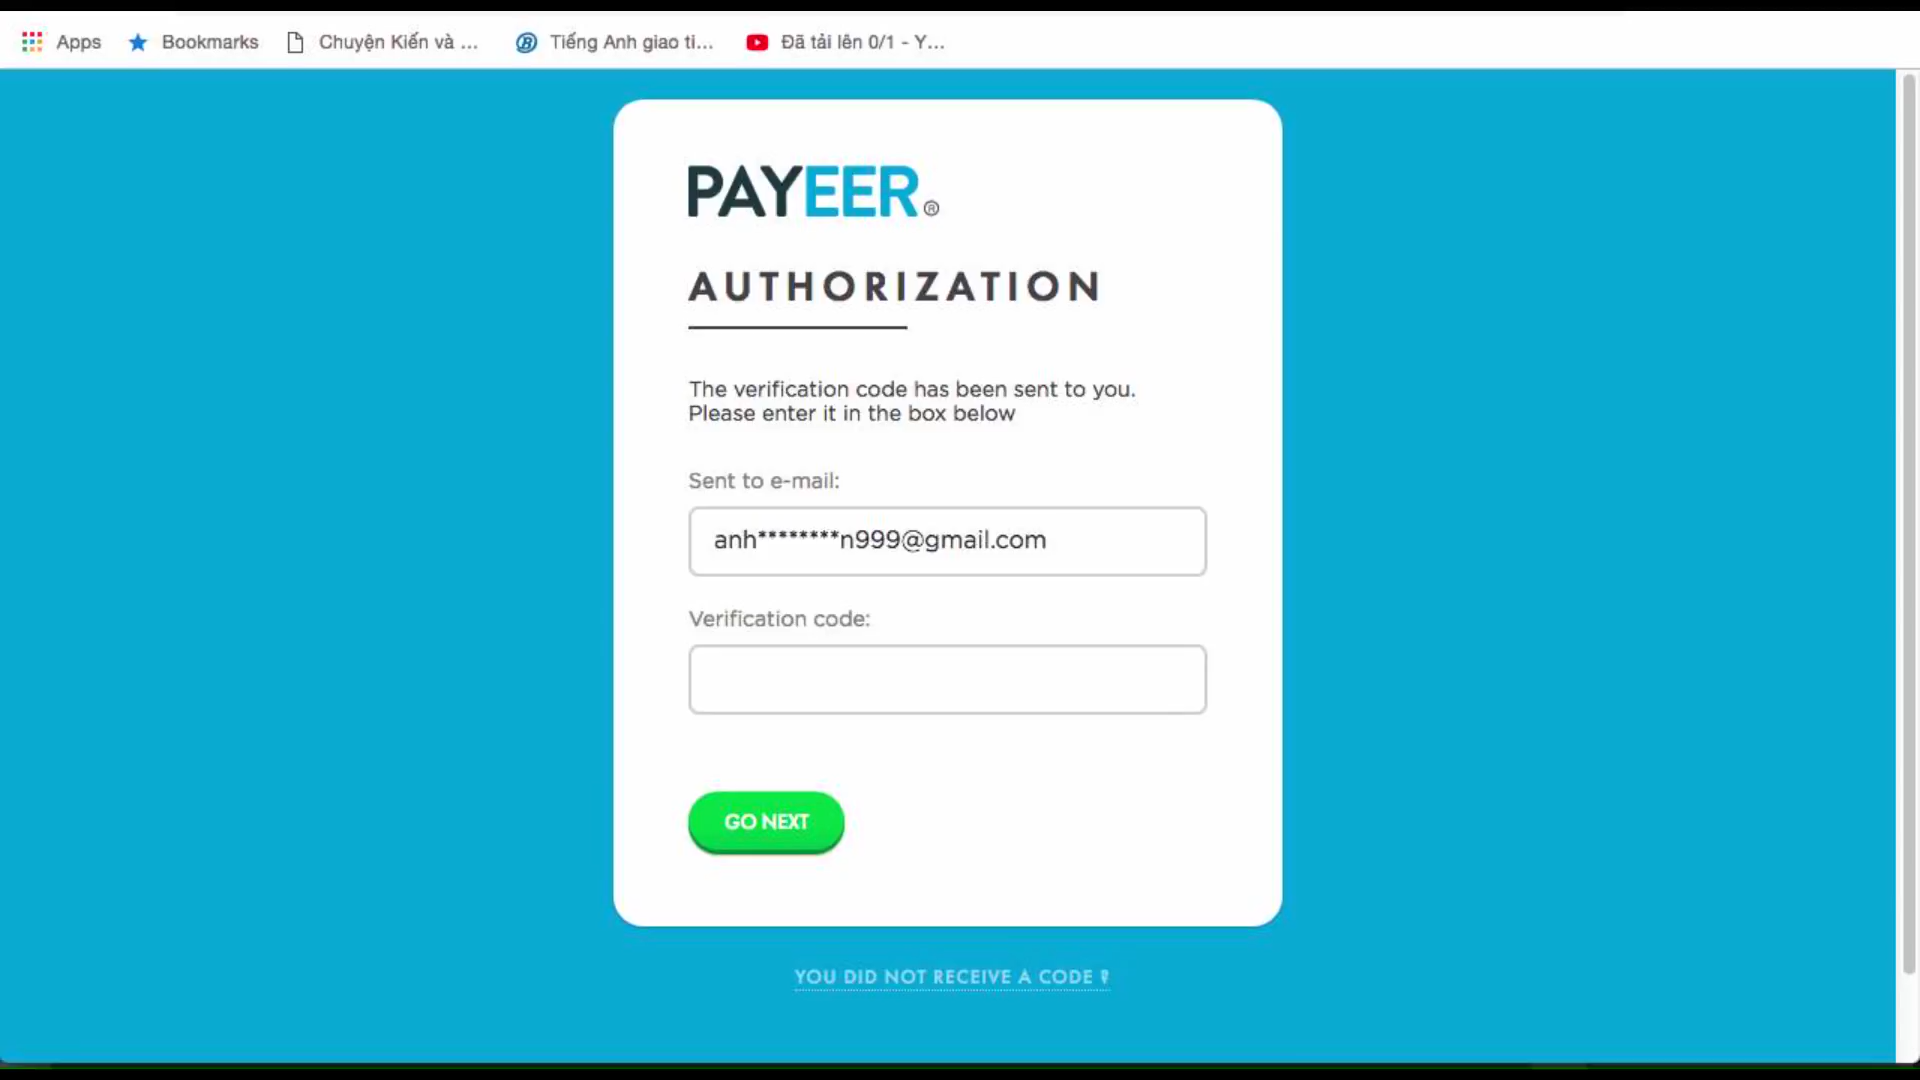 Apps Bookmarks Chuyện Kiến và ... Tiếng Anh giao ti... Đã tải lên 0/1 - Y...
PAYEER®
AUTHORIZATION
The verification code has been sent to you.
Please enter it in the box below
Sent to e-mail:
anh********n999@gmail.com
Verification code:
GO NEXT
YOU DID NOT RECEIVE A CODE ?